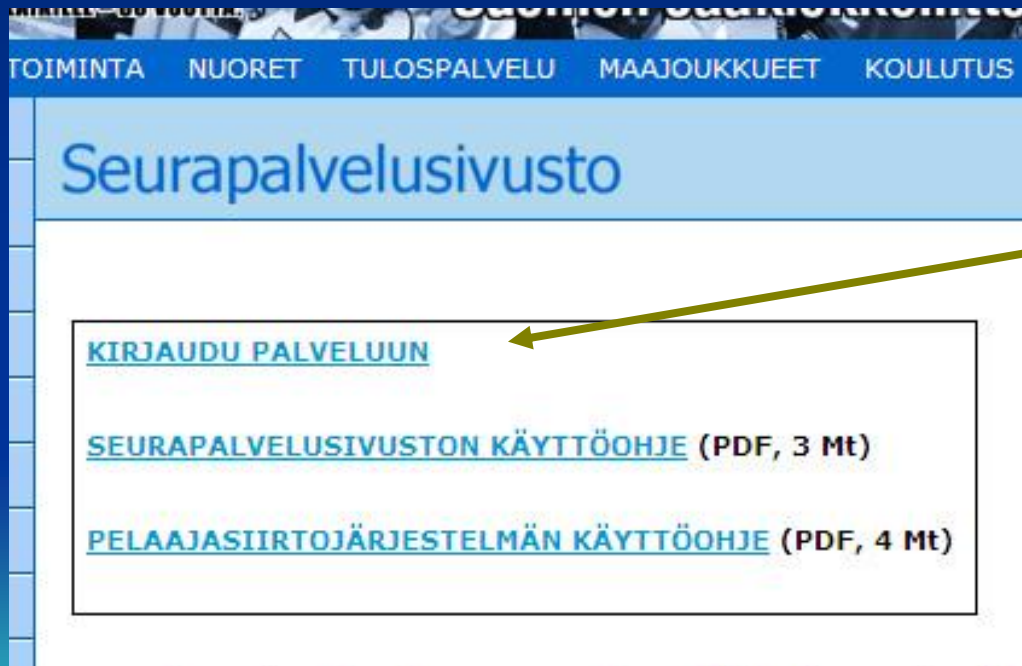 TOIMINTA NUORET TULOSPALVELU MAAJOUKKUEET KOULUTUS
Seurapalvelusivusto
KIRJAUDU PALVELUUN
SEURAPALVELUSIVUSTON KÄYTTÖOHJE (PDF, 3 Mt)
PELAAJASIIRTOJÄRJESTELMÄN KÄYTTÖOHJE (PDF, 4 Mt)